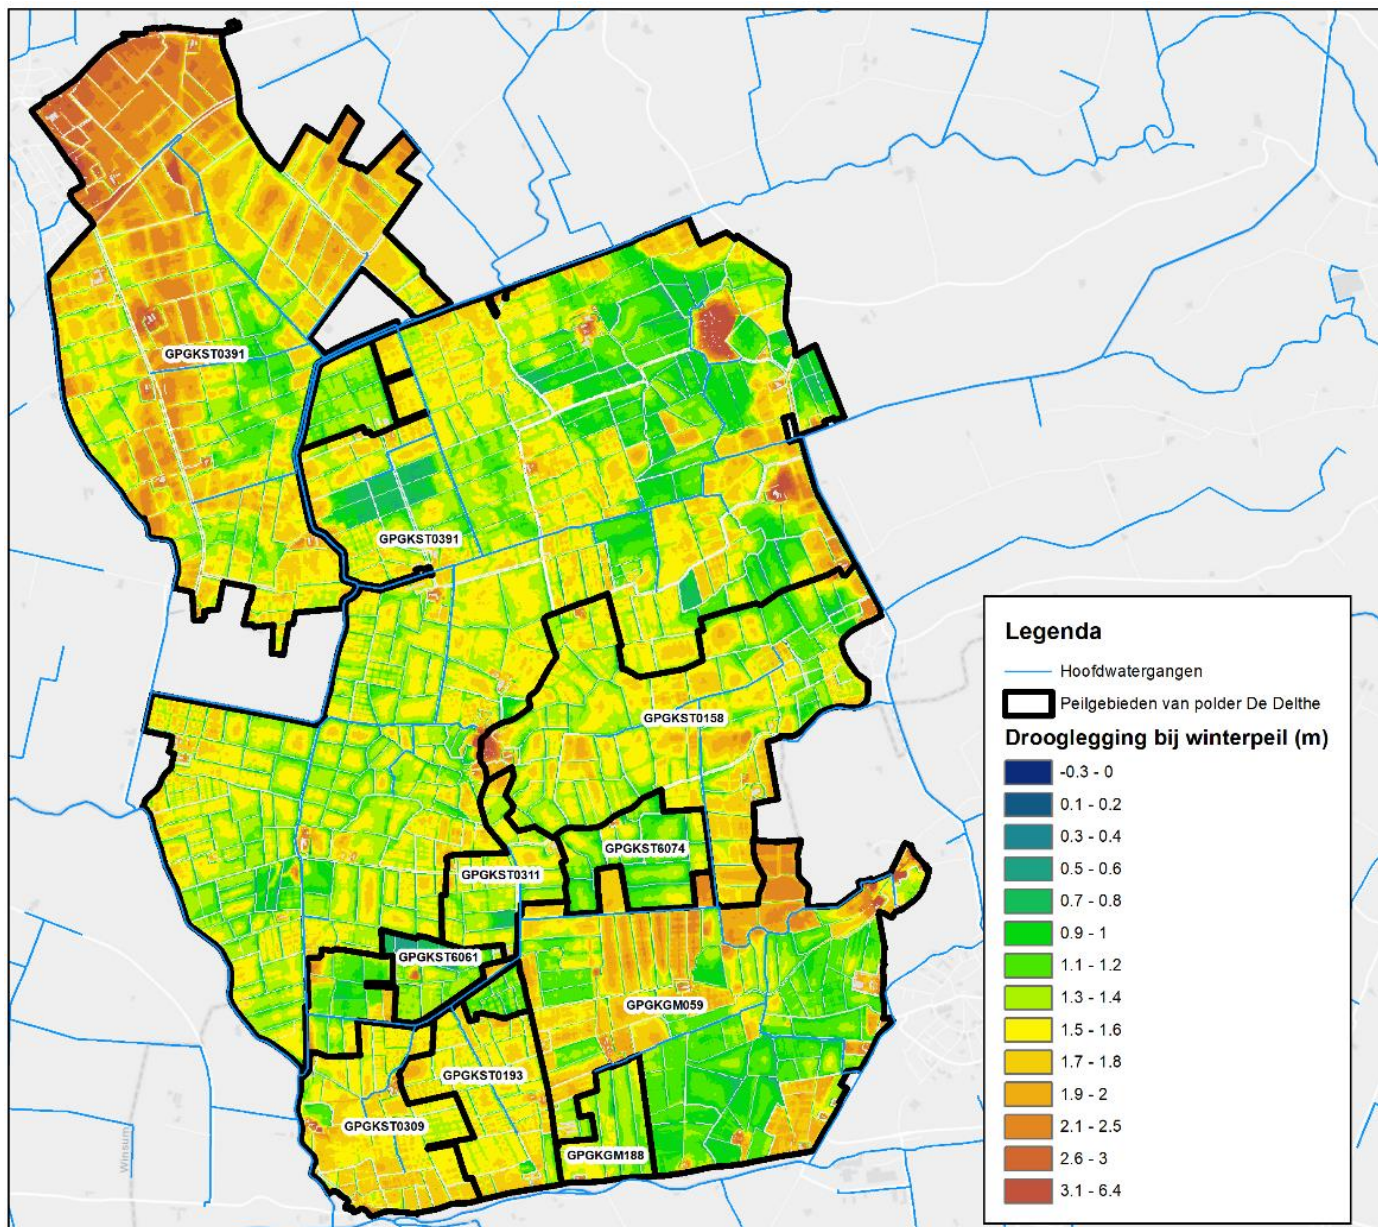 GPGKST0391
GPGKST0391
GPGKST0158
GPGKST6074
GPGKST0311
GPGKST6061
GPGKGM059
GPGKST0193
GPGKST0309
GPGKGM188
Winsum
Legenda
Hoofdwatergangen
Peilgebieden van polder De Delthe
Drooglegging bij winterpeil (m)
-0.3 - 0
0.1 - 0.2
0.3 - 0.4
0.5 - 0.6
0.7 - 0.8
0.9 - 1
1.1 - 1.2
1.3 - 1.4
1.5 - 1.6
1.7 - 1.8
1.9 - 2
2.1 - 2.5
2.6 - 3
3.1 - 6.4